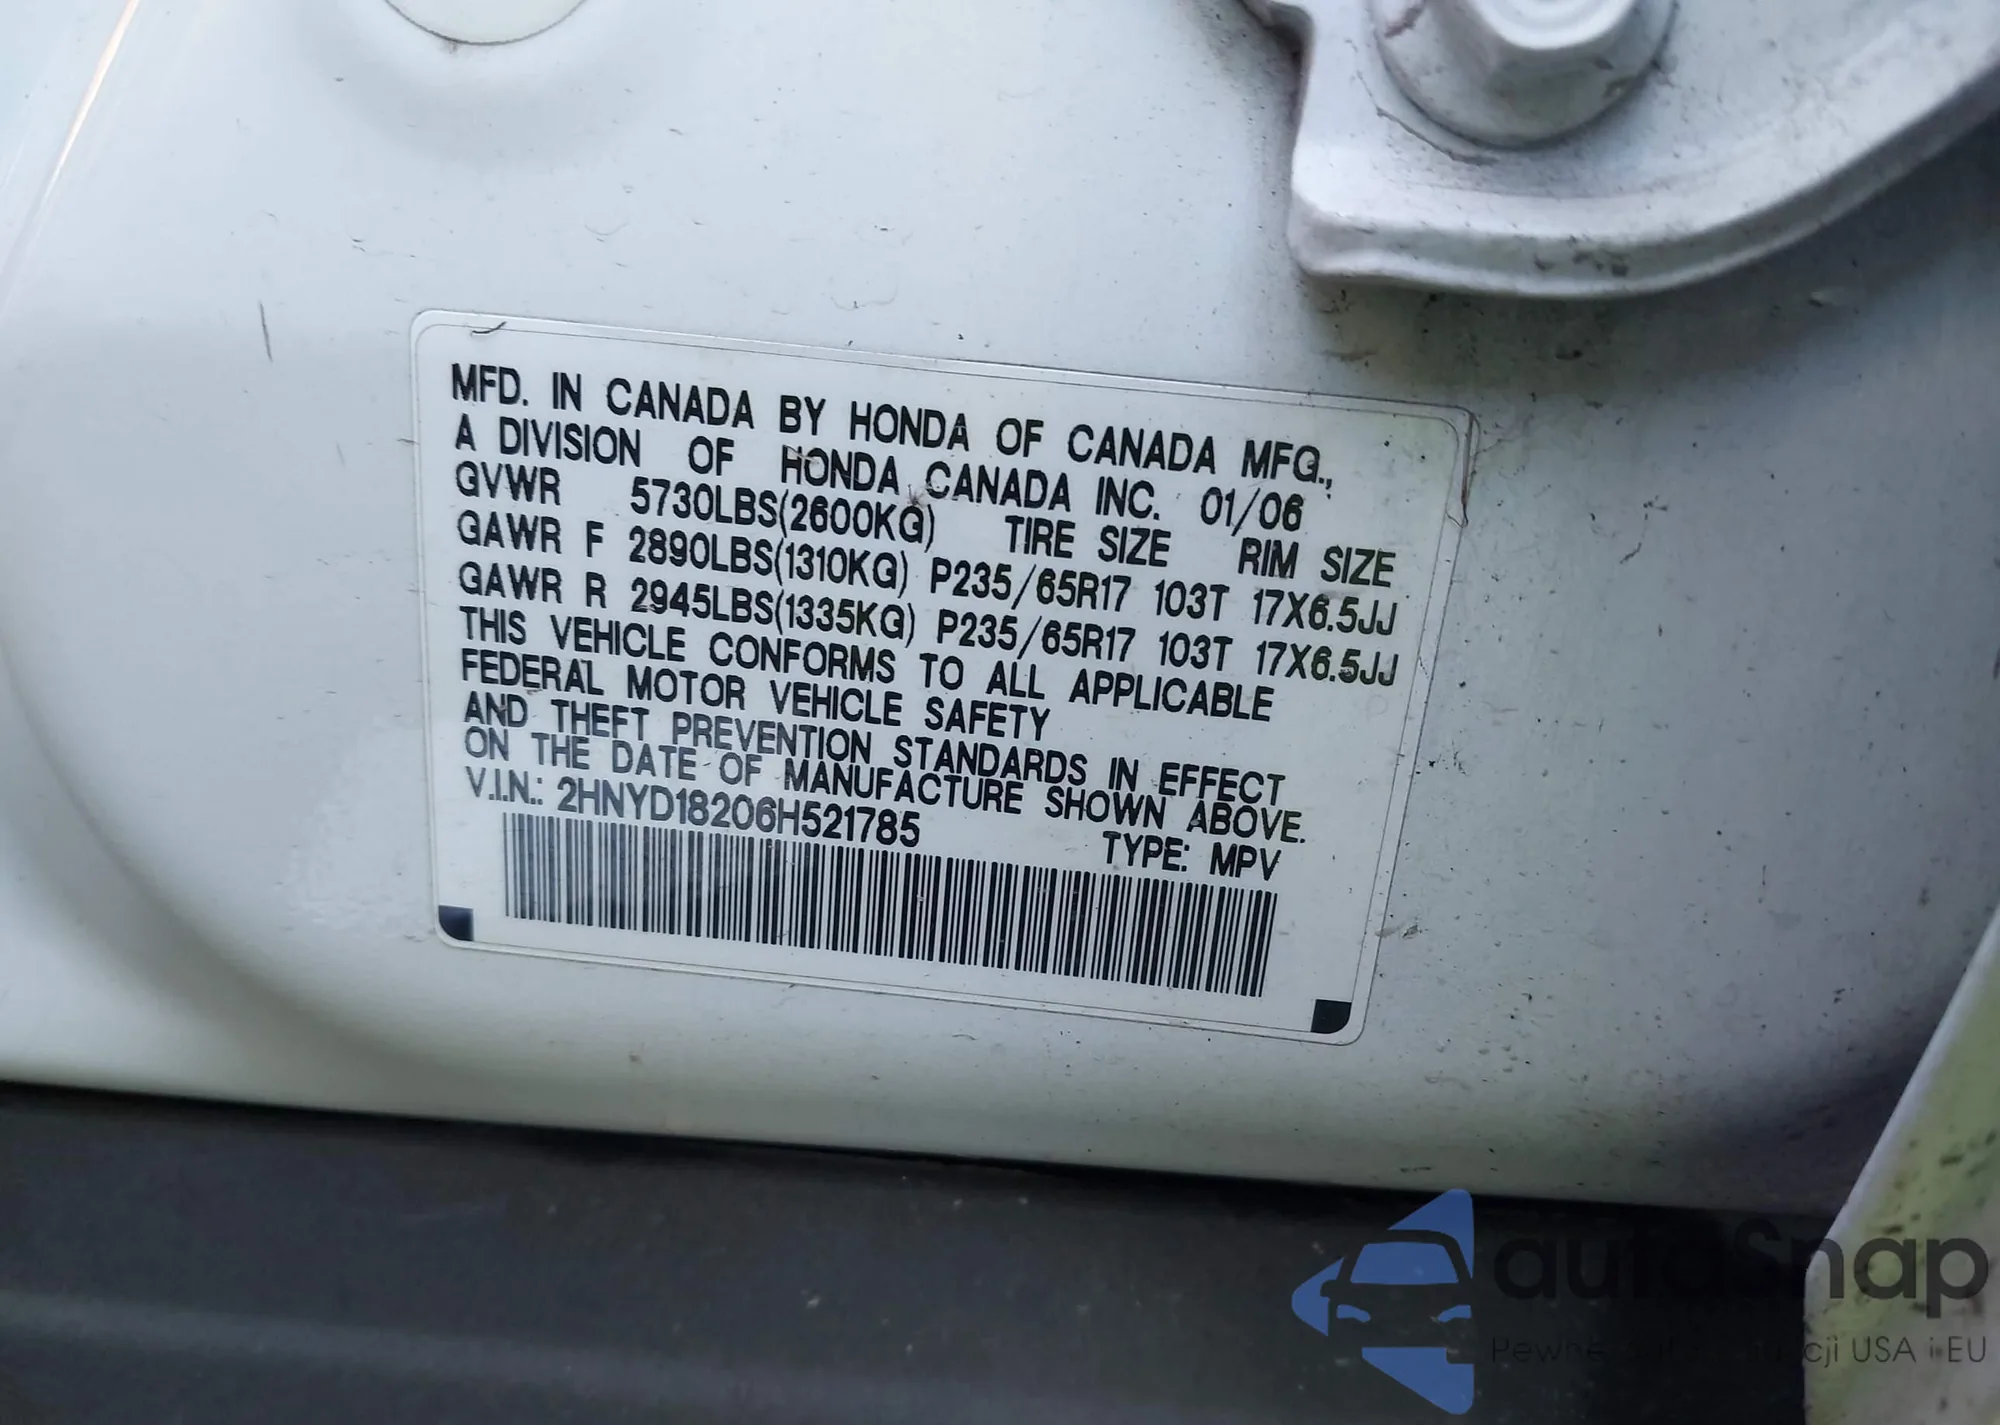 MFD. IN CANADA BY HONDA OF CANADA MFG.,
A DIVISION OF HONDA CANADA INC. 01/06
GVWR 5730LBS(2600KG) TIRE SIZE RIM SIZE
GAWR F 2890LBS(1310KG) P235/65R17 103T 17X6.5JJ
GAWR R 2945LBS(1335KG) P235/65R17 103T 17X6.5JJ
THIS VEHICLE CONFORMS TO ALL APPLICABLE
FEDERAL MOTOR VEHICLE SAFETY
AND THEFT PREVENTION STANDARDS IN EFFECT
ON THE DATE OF MANUFACTURE SHOWN ABOVE.
V.I.N.: 2HNYD18206H521785 TYPE: MPV
autoSnap
Pewne USA i EU